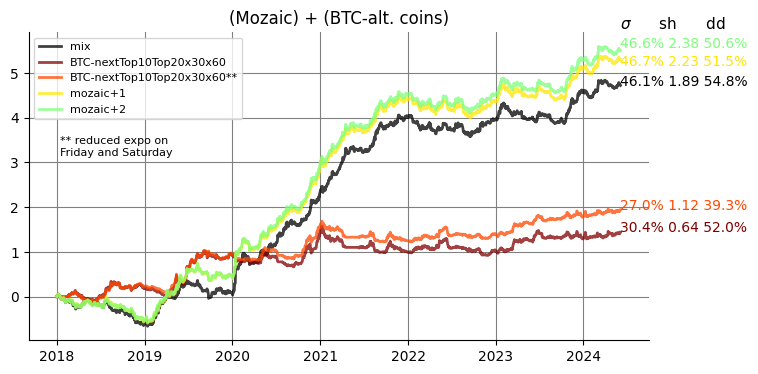 (Mozaic) + (BTC-alt. coins)
σ sh dd
mix
BTC-nextTop10Top20x30x60
BTC-nextTop10Top20x30x60**
mozaic+1
mozaic+2
** reduced expo on
Friday and Saturday
46.6% 2.38 50.6%
46.7% 2.23 51.5%
46.1% 1.89 54.8%
27.0% 1.12 39.3%
30.4% 0.64 52.0%
5
4
3
2
1
0
2018 2019 2020 2021 2022 2023 2024